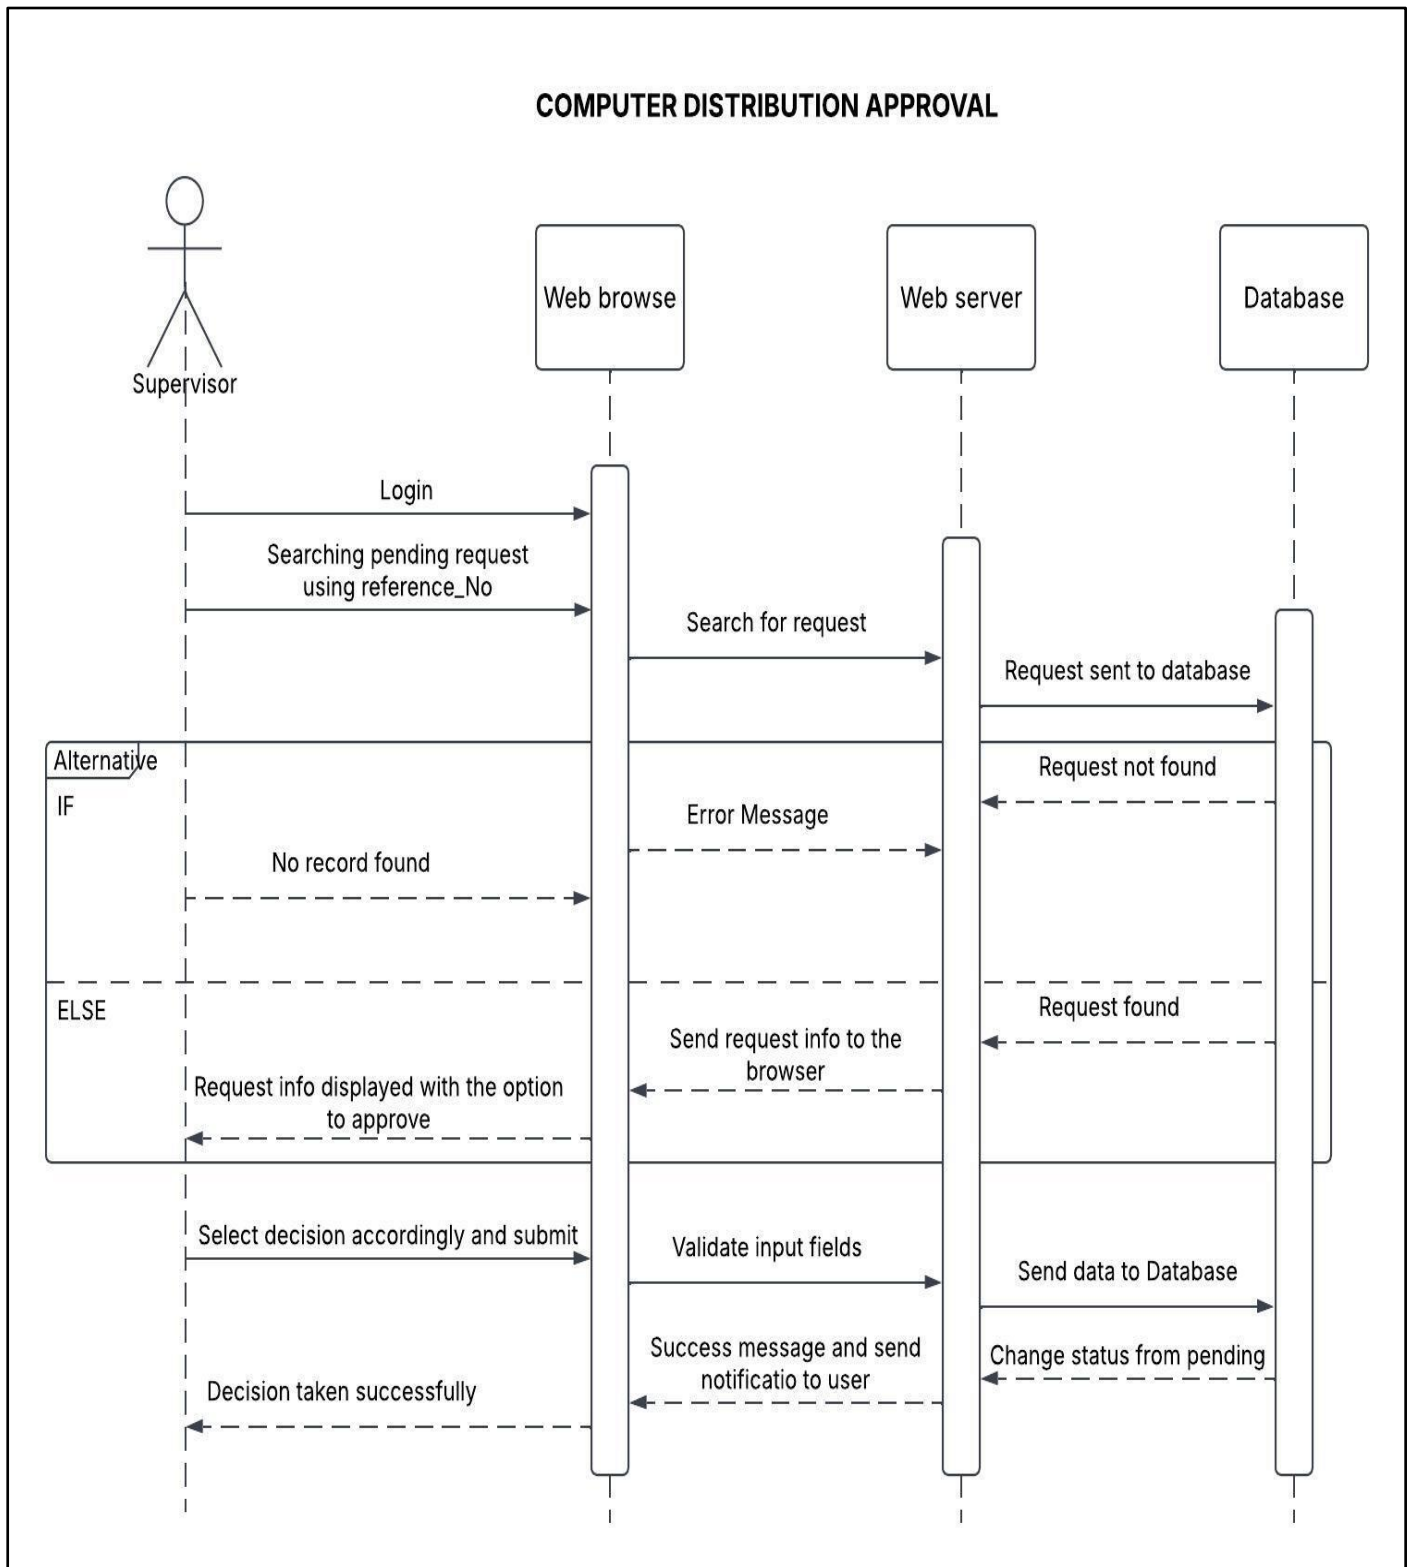 COMPUTER DISTRIBUTION APPROVAL
Supervisor
Web browse
Web server
Database
Login
Searching pending request
using reference_No
Search for request
Request sent to database
Alternative
IF
Request not found
Error Message
No record found
ELSE
Request found
Send request info to the
browser
Request info displayed with the option
to approve
Select decision accordingly and submit
Validate input fields
Send data to Database
Success message and send
notificatio to user
Change status from pending
Decision taken successfully